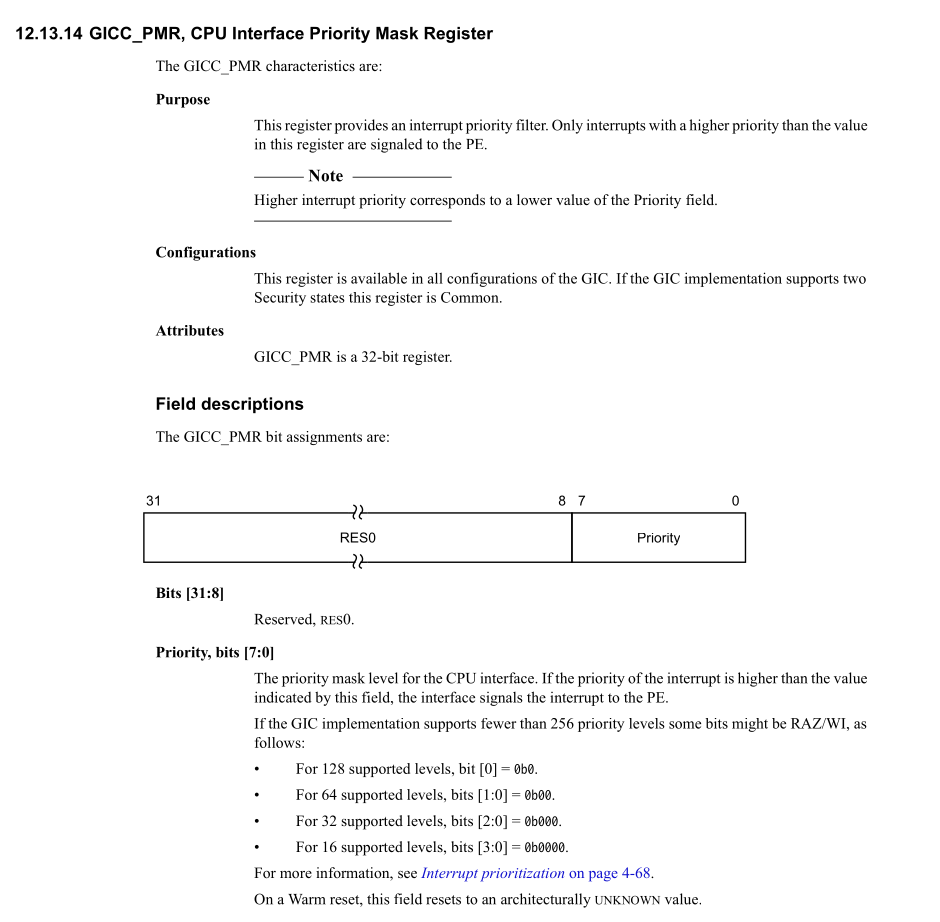 12.13.14 GICC_PMR, CPU Interface Priority Mask Register
The GICC_PMR characteristics are:
Purpose
This register provides an interrupt priority filter. Only interrupts with a higher priority than the value
in this register are signaled to the PE.
Note
Higher interrupt priority corresponds to a lower value of the Priority field.
Configurations
This register is available in all configurations of the GIC. If the GIC implementation supports two
Security states this register is Common.
Attributes
GICC_PMR is a 32-bit register.
Field descriptions
The GICC_PMR bit assignments are:
31 8 7 0
RES0 Priority
Bits [31:8]
Reserved, RES0.
Priority, bits [7:0]
The priority mask level for the CPU interface. If the priority of the interrupt is higher than the value
indicated by this field, the interface signals the interrupt to the PE.
If the GIC implementation supports fewer than 256 priority levels some bits might be RAZ/WI, as
follows:
• For 128 supported levels, bit [0] = 0b0.
• For 64 supported levels, bits [1:0] = 0b00.
• For 32 supported levels, bits [2:0] = 0b000.
• For 16 supported levels, bits [3:0] = 0b0000.
For more information, see Interrupt prioritization on page 4-68.
On a Warm reset, this field resets to an architecturally UNKNOWN value.